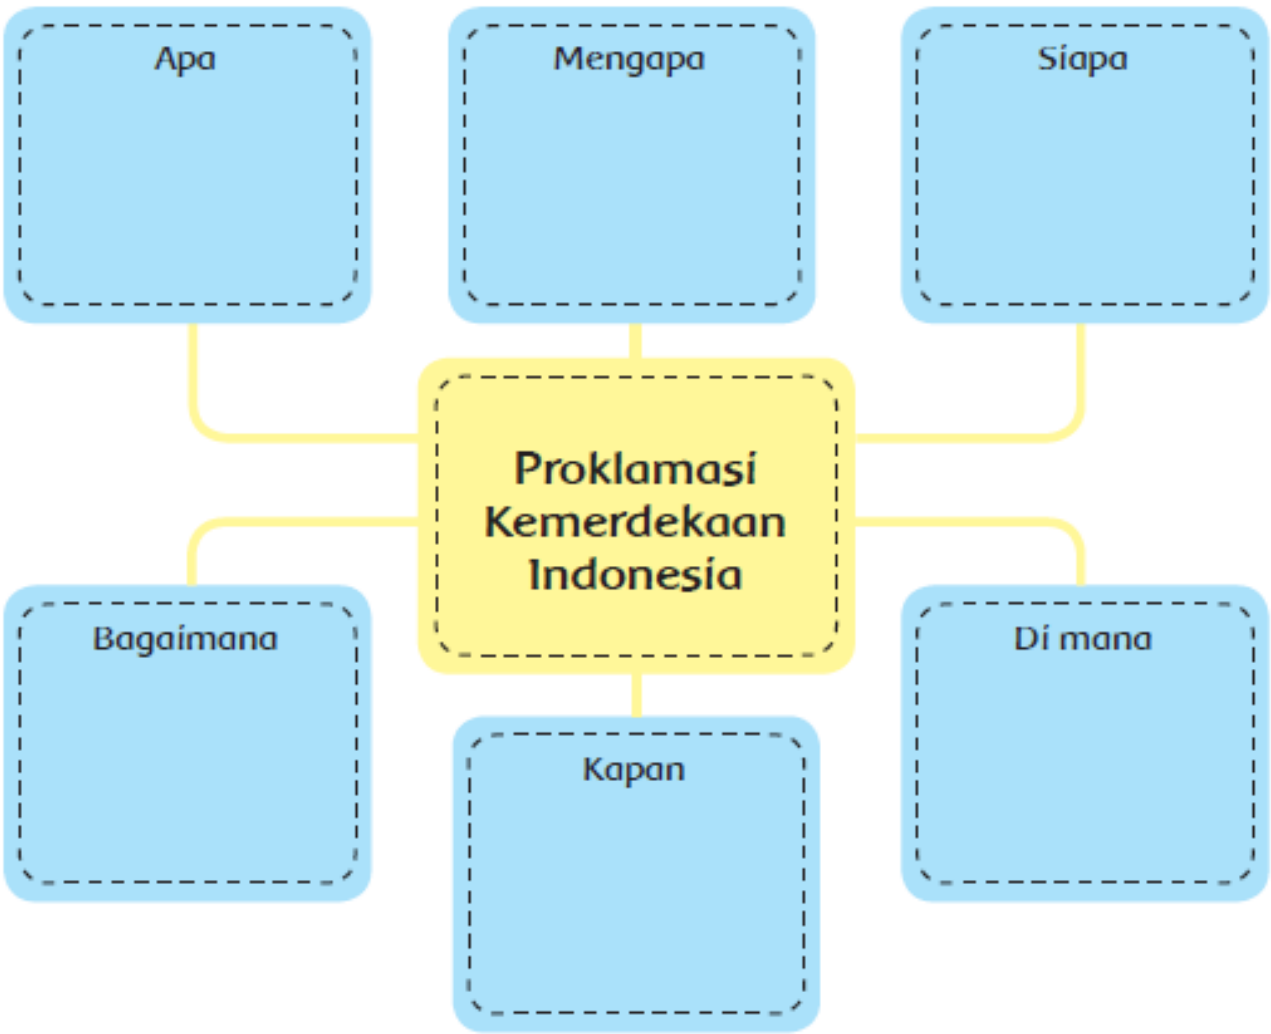 Apa
Mengapa
Siapa
Proklamasi
Kemerdekaan
Indonesia
Bagaimana
Di mana
Kapan